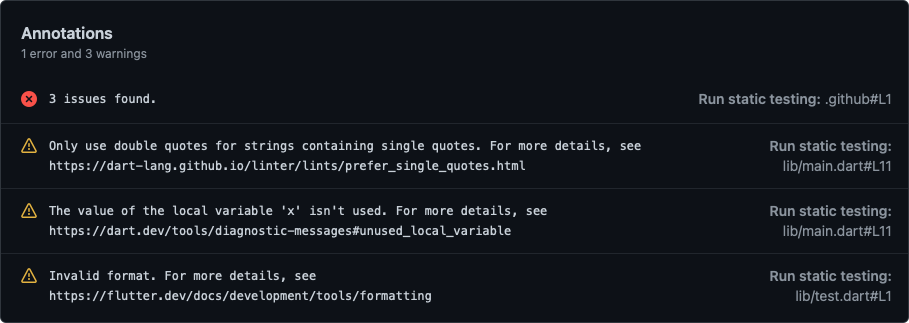 Annotations
1 error and 3 warnings
3 issues found.
Run static testing: .github#L1
Only use double quotes for strings containing single quotes. For more details, see
https://dart-lang.github.io/linter/lints/prefer_single_quotes.html
Run static testing:
lib/main.dart#L11
The value of the local variable 'x' isn't used. For more details, see
https://dart.dev/tools/diagnostic-messages#unused_local_variable
Run static testing:
lib/main.dart#L11
Invalid format. For more details, see
https://flutter.dev/docs/development/tools/formatting
Run static testing:
lib/test.dart#L1